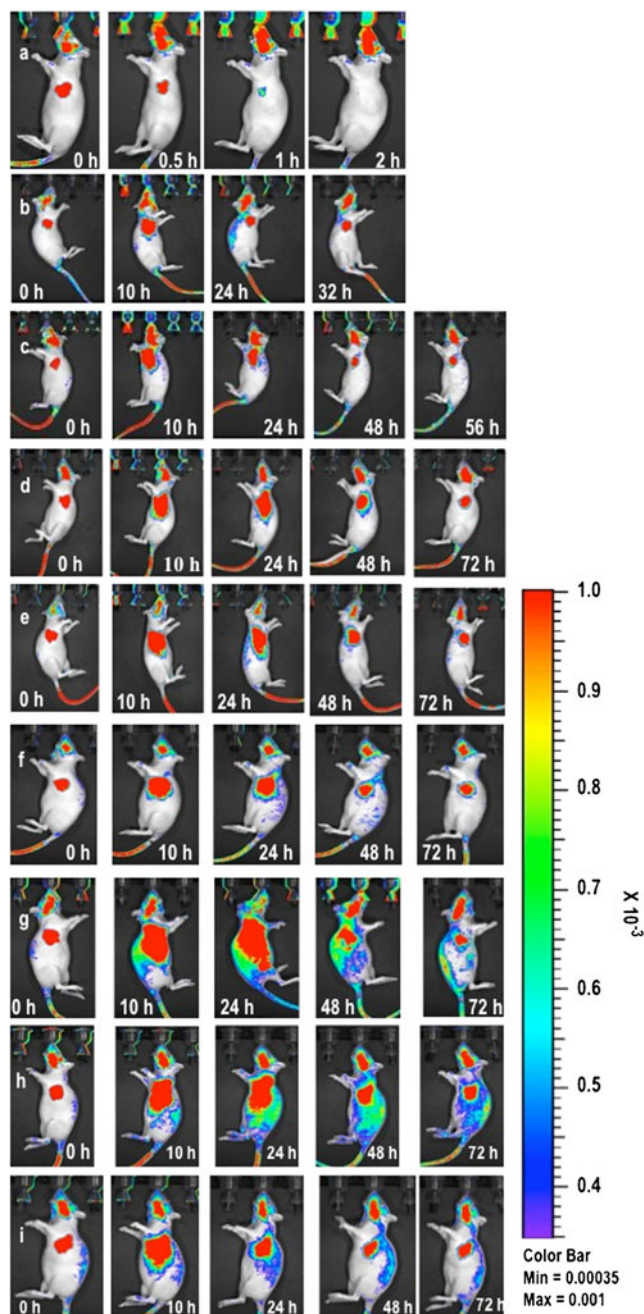 a
0 h 0.5 h 1 h 2 h
b
0 h 10 h 24 h 32 h
c
0 h 10 h 24 h 48 h 56 h
d
0 h 10 h 24 h 48 h 72 h
e
0 h 10 h 24 h 48 h 72 h
f
0 h 10 h 24 h 48 h 72 h
g
0 h 10 h 24 h 48 h 72 h
h
0 h 10 h 24 h 48 h 72 h
i
0 h 10 h 24 h 48 h 72 h
1.0
0.9
0.8
0.7
0.6
0.5
0.4
X 10⁻³
Color Bar
Min = 0.00035
Max = 0.001